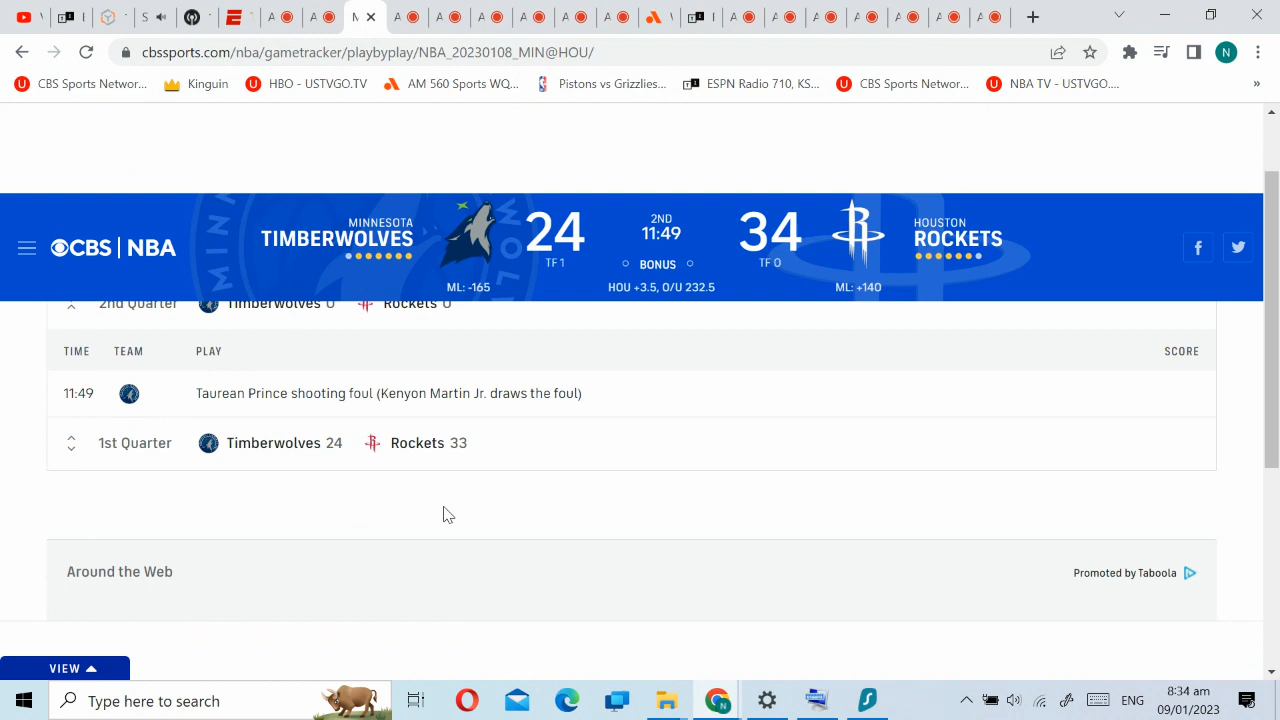 cbssports.com/nba/gametracker/playbyplay/NBA_20230108_MIN@HOU/
N
CBS Sports Networ...
Kinguin
HBO - USTVGO.TV
AM 560 Sports WQ...
Pistons vs Grizzlies...
ESPN Radio 710, KS...
CBS Sports Networ...
NBA TV - USTVGO....
»
CBS | NBA
MINNESOTA
TIMBERWOLVES
24
TF 1
2ND
11:49
BONUS
34
TF 0
HOUSTON
ROCKETS
ML: -165
HOU +3.5, O/U 232.5
ML: +140
2nd Quarter Timberwolves 0 Rockets 0
TIME TEAM PLAY SCORE
11:49 Taurean Prince shooting foul (Kenyon Martin Jr. draws the foul)
1st Quarter Timberwolves 24 Rockets 33
Around the Web
Promoted by Taboola
VIEW
Type here to search
ENG
8:34 am
09/01/2023